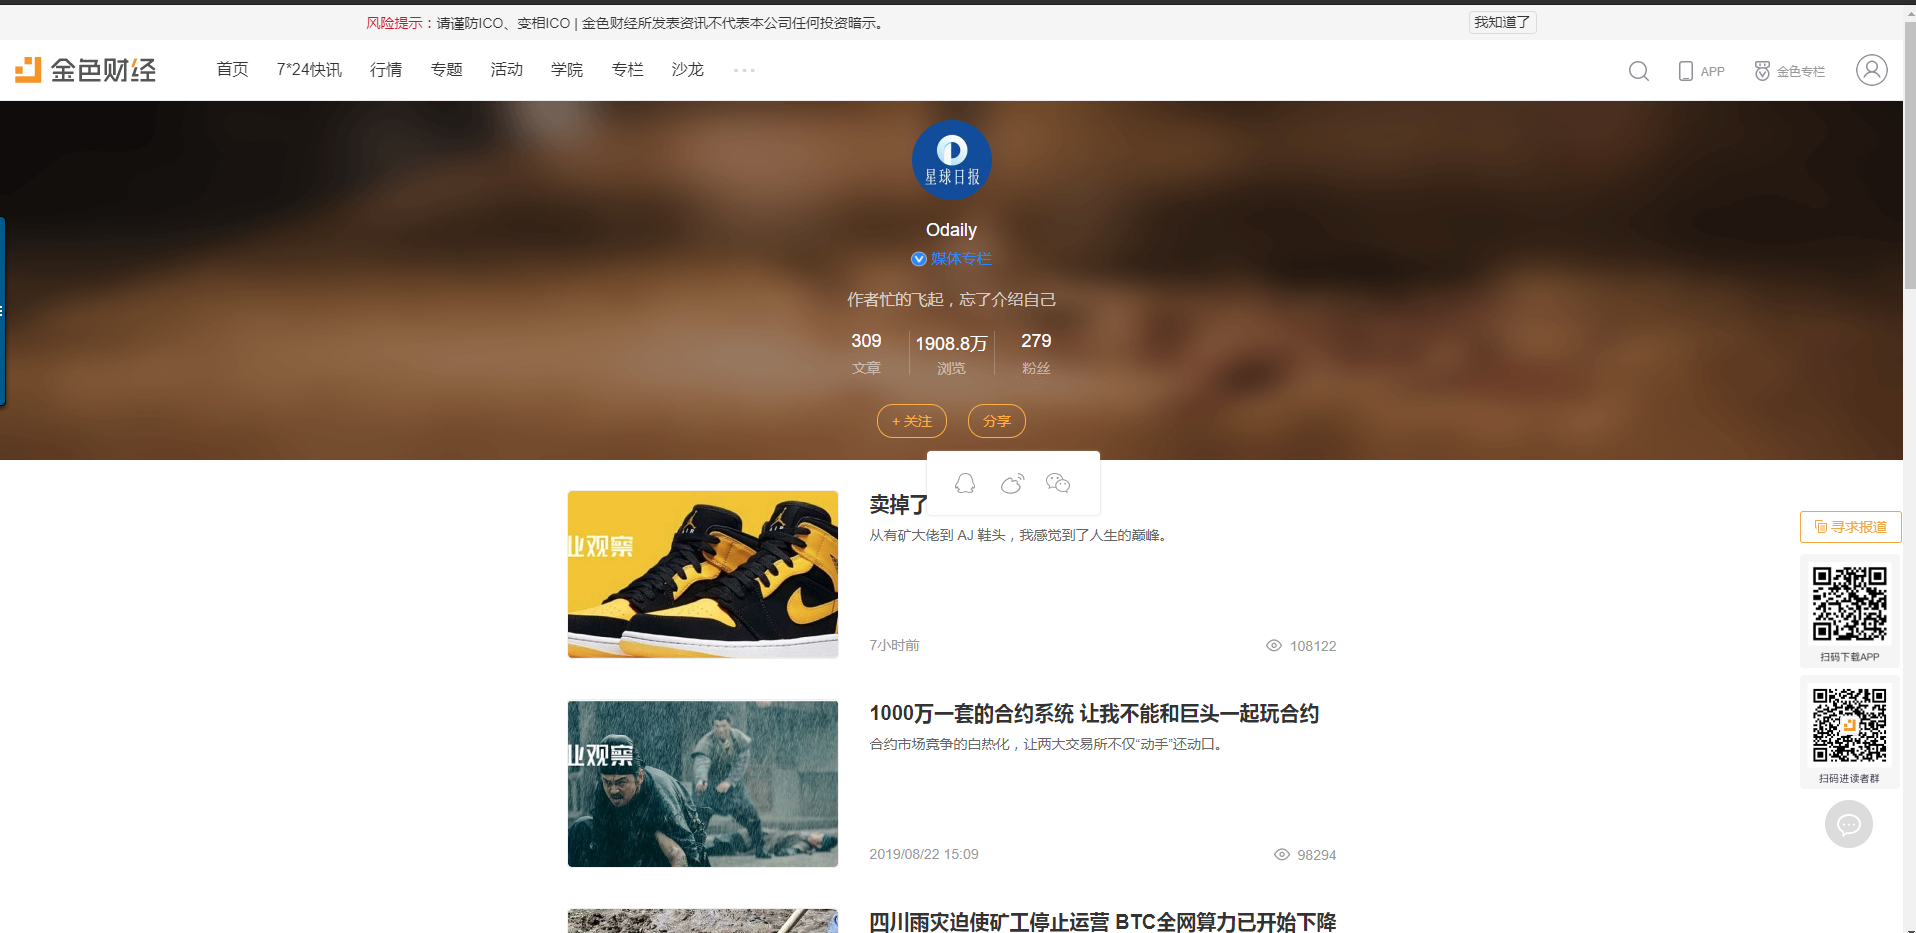 风险提示：请谨防ICO、变相ICO | 金色财经所发表资讯不代表本公司任何投资暗示。
我知道了
金色财经
首页 7*24快讯 行情 专题 活动 学院 专栏 沙龙 ...
APP 金色专栏
星球日报
Odaily
媒体专栏
作者忙的飞起，忘了介绍自己
309 1908.8万 279
文章 浏览 粉丝
+ 关注 分享
卖掉了
从有矿大佬到 AJ 鞋头，我感觉到了人生的巅峰。
业观察
7小时前 108122
寻求报道
扫码下载APP
1000万一套的合约系统 让我不能和巨头一起玩合约
合约市场竞争的白热化，让两大交易所不仅“动手”还动口。
业观察
扫码进读者群
2019/08/22 15:09 98294
四川雨灾迫使矿工停止运营 BTC全网算力已开始下降